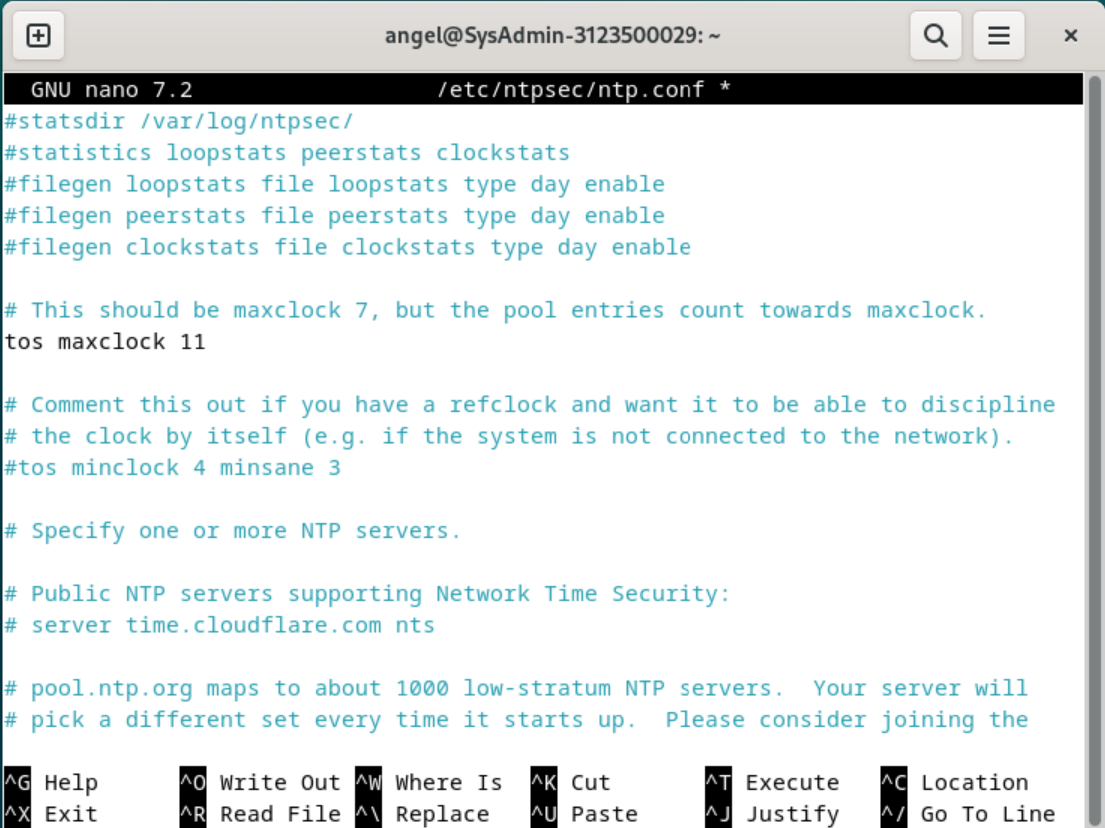 angel@SysAdmin-3123500029: ~
GNU nano 7.2 /etc/ntpsec/ntp.conf *
#statsdir /var/log/ntpsec/
#statistics loopstats peerstats clockstats
#filegen loopstats file loopstats type day enable
#filegen peerstats file peerstats type day enable
#filegen clockstats file clockstats type day enable
# This should be maxclock 7, but the pool entries count towards maxclock.
tos maxclock 11
# Comment this out if you have a refclock and want it to be able to discipline
# the clock by itself (e.g. if the system is not connected to the network).
#tos minclock 4 minsane 3
# Specify one or more NTP servers.
# Public NTP servers supporting Network Time Security:
# server time.cloudflare.com nts
# pool.ntp.org maps to about 1000 low-stratum NTP servers.  Your server will
# pick a different set every time it starts up.  Please consider joining the
^G Help ^O Write Out ^W Where Is ^K Cut ^T Execute ^C Location
^X Exit ^R Read File ^\ Replace ^U Paste ^J Justify ^/ Go To Line